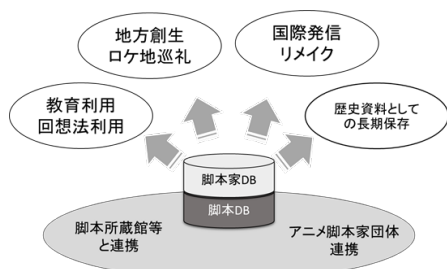 地方創生
ロケ地巡礼
国際発信
リメイク
教育利用
回想法利用
歴史資料として
の長期保存
脚本家DB
脚本DB
脚本所蔵館等
と連携
アニメ脚本家団体
連携